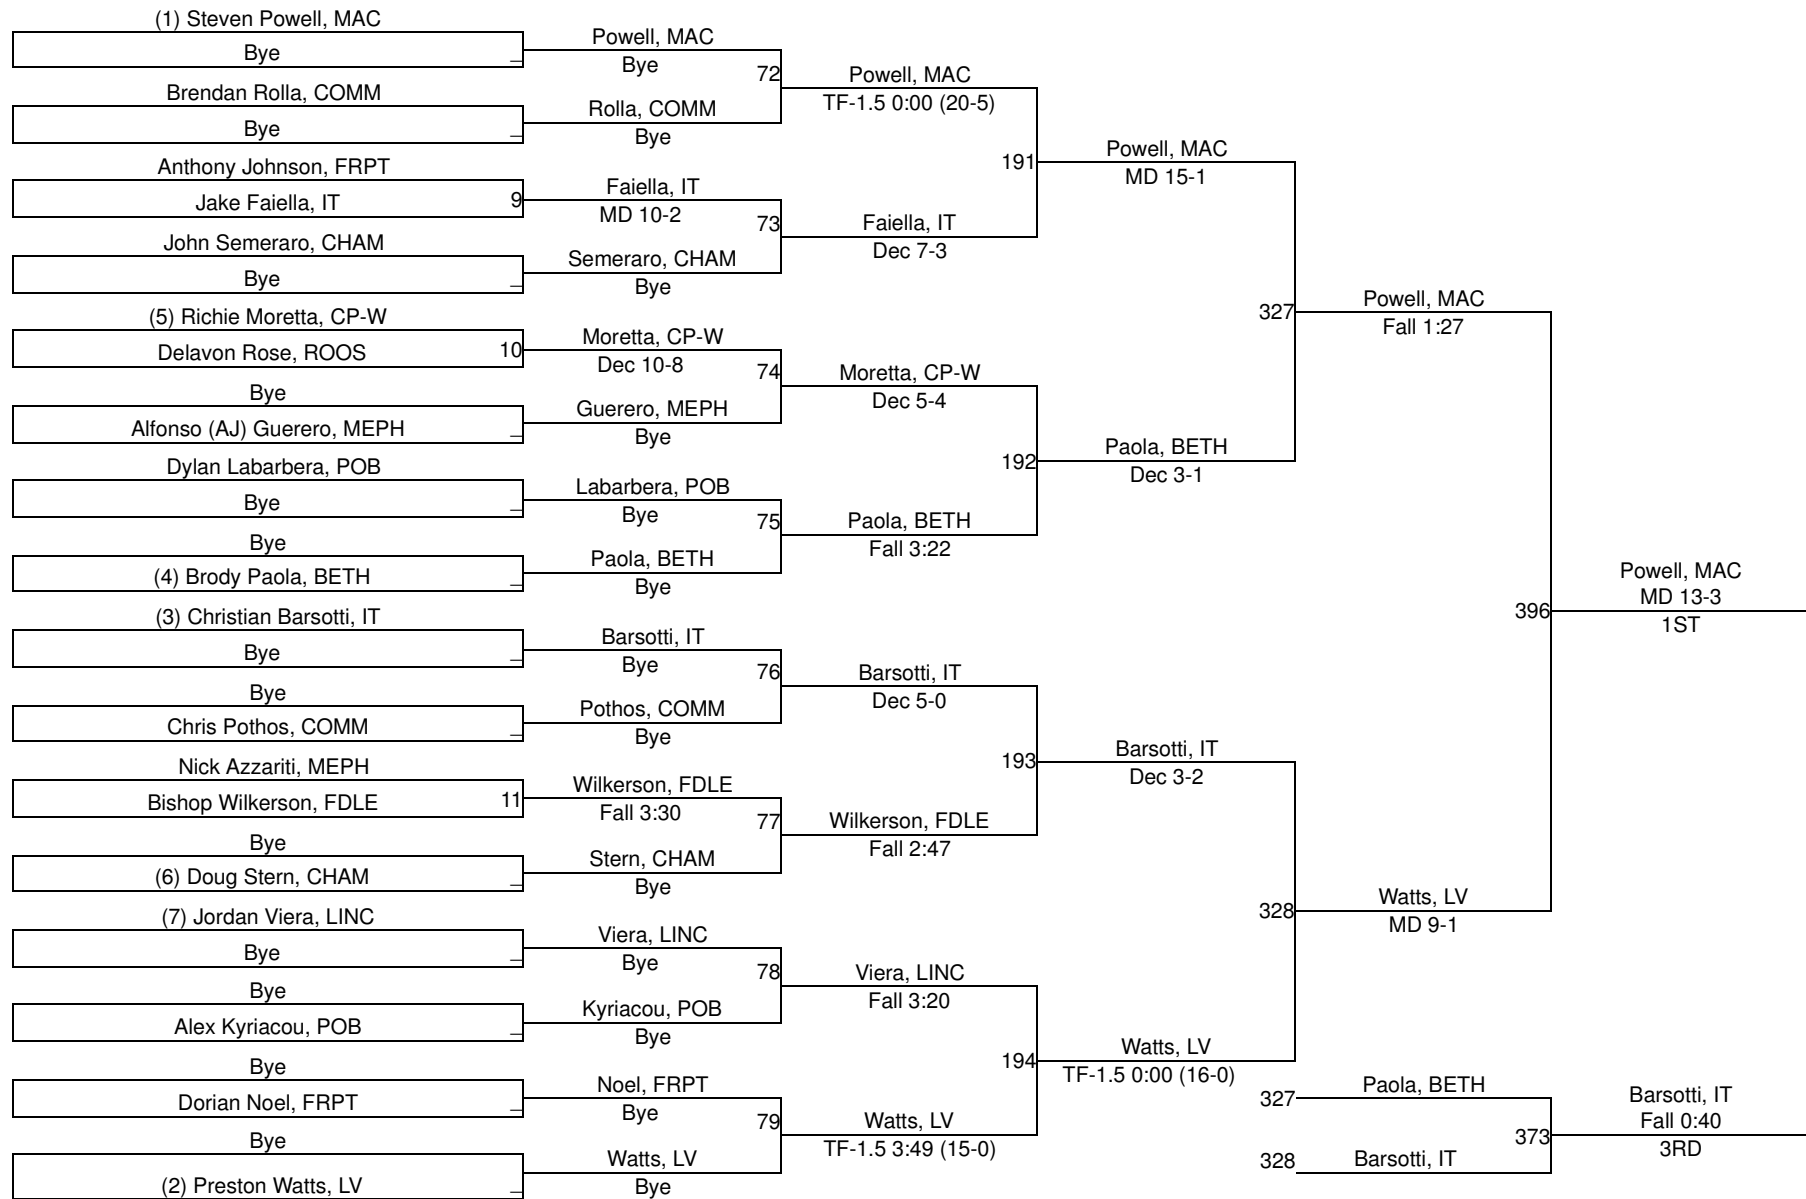 (1) Steven Powell, MAC
Bye
Brendan Rolla, COMM
Bye
Anthony Johnson, FRPT
Jake Faiella, IT 9
John Semeraro, CHAM
Bye
(5) Richie Moretta, CP-W
Delavon Rose, ROOS 10
Bye
Alfonso (AJ) Guerero, MEPH
Dylan Labarbera, POB
Bye
Bye
(4) Brody Paola, BETH
(3) Christian Barsotti, IT
Bye
Bye
Chris Pothos, COMM
Nick Azzariti, MEPH
Bishop Wilkerson, FDLE 11
Bye
(6) Doug Stern, CHAM
(7) Jordan Viera, LINC
Bye
Bye
Alex Kyriacou, POB
Bye
Dorian Noel, FRPT
Bye
(2) Preston Watts, LV
Powell, MAC
Bye
72
Rolla, COMM
Bye
Faiella, IT
MD 10-2
73
Semeraro, CHAM
Bye
Moretta, CP-W
Dec 10-8
74
Guerero, MEPH
Bye
Labarbera, POB
Bye
75
Paola, BETH
Bye
Barsotti, IT
Bye
76
Pothos, COMM
Bye
Wilkerson, FDLE
Fall 3:30
77
Stern, CHAM
Bye
Viera, LINC
Bye
78
Kyriacou, POB
Bye
Noel, FRPT
Bye
79
Watts, LV
Bye
Powell, MAC
TF-1.5 0:00 (20-5)
191
Faiella, IT
Dec 7-3
Moretta, CP-W
Dec 5-4
192
Paola, BETH
Fall 3:22
Barsotti, IT
Dec 5-0
193
Wilkerson, FDLE
Fall 2:47
Viera, LINC
Fall 3:20
194
Watts, LV
TF-1.5 3:49 (15-0)
Powell, MAC
MD 15-1
327
Paola, BETH
Dec 3-1
Barsotti, IT
Dec 3-2
328
Watts, LV
TF-1.5 0:00 (16-0)
Powell, MAC
Fall 1:27
396
Watts, LV
MD 9-1
Powell, MAC
MD 13-3
1ST
327 Paola, BETH
373
328 Barsotti, IT
Barsotti, IT
Fall 0:40
3RD